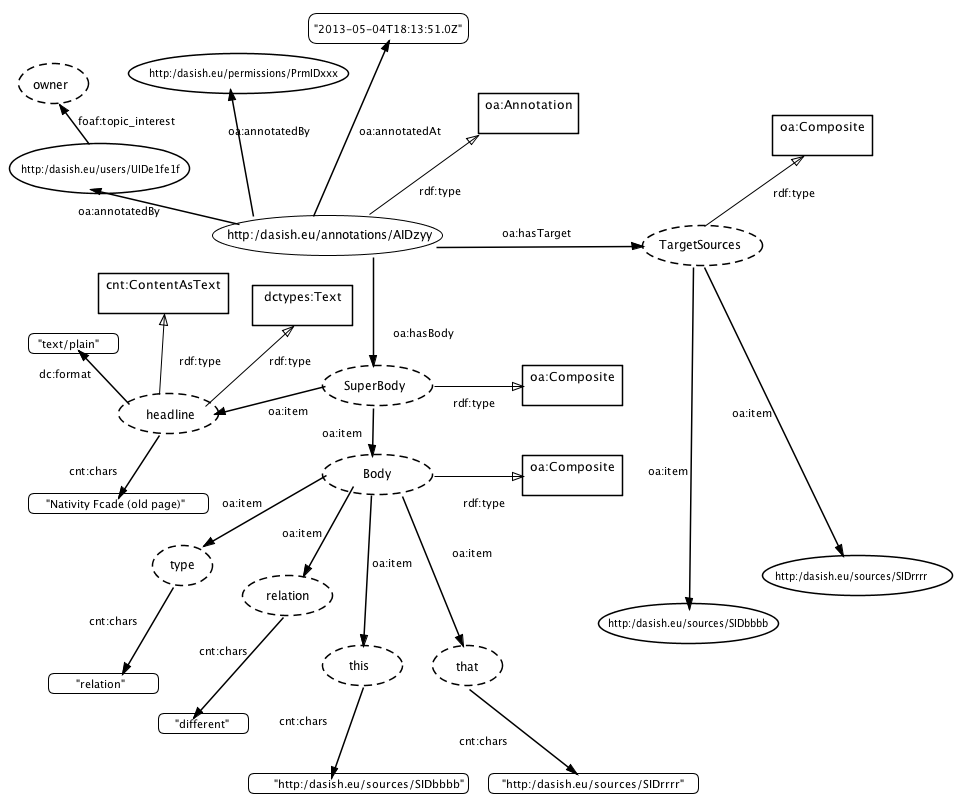 "2013-05-04T18:13:51.0Z"
http:/dasish.eu/permissions/PrmIDxxx
owner
oa:Annotation
foaf:topic_interest
oa:annotatedBy
oa:annotatedAt
oa:Composite
http:/dasish.eu/users/UIDe1fe1f
rdf:type
rdf:type
oa:annotatedBy
http:/dasish.eu/annotations/AIDzyy
oa:hasTarget
TargetSources
cnt:ContentAsText
dctypes:Text
"text/plain"
oa:hasBody
rdf:type
rdf:type
dc:format
SuperBody
oa:Composite
rdf:type
headline
oa:item
oa:item
oa:item
cnt:chars
Body
oa:Composite
oa:item
rdf:type
"Nativity Fcade (old page)"
oa:item
oa:item
oa:item
oa:item
type
relation
http:/dasish.eu/sources/SIDrrrr
cnt:chars
http:/dasish.eu/sources/SIDbbbb
cnt:chars
this
that
"relation"
"different"
cnt:chars
cnt:chars
"http:/dasish.eu/sources/SIDbbbb"
"http:/dasish.eu/sources/SIDrrrr"